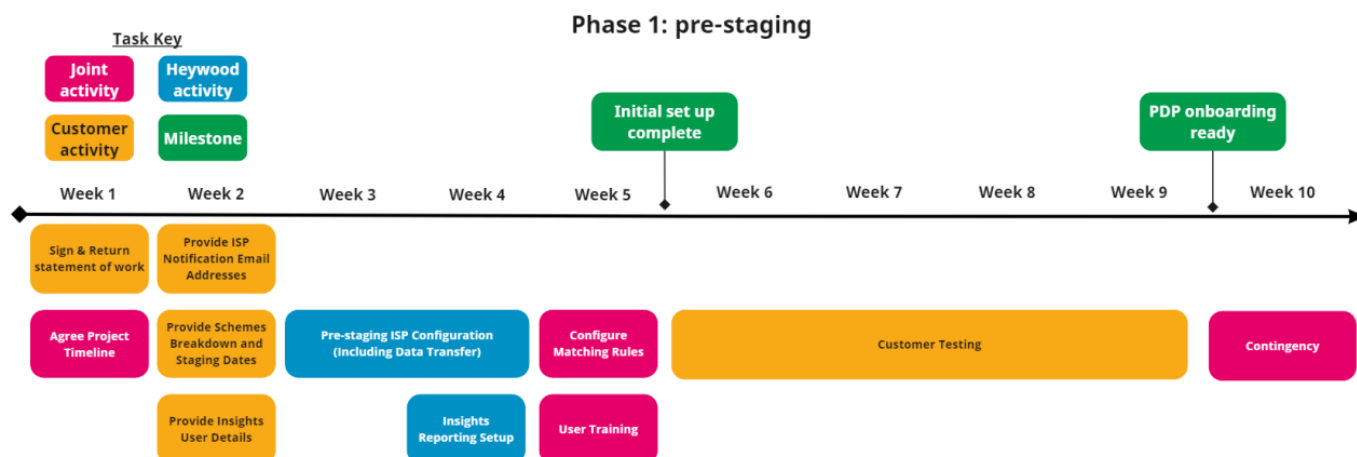 Phase 1: pre-staging
Task Key
Joint
activity
Heywood
activity
Customer
activity
Milestone
Initial set up
complete
PDP onboarding
ready
Week 1
Week 2
Week 3
Week 4
Week 5
Week 6
Week 7
Week 8
Week 9
Week 10
Sign & Return
statement of work
Provide ISP
Notification Email
Addresses
Agree Project
Timeline
Provide Schemes
Breakdown and
Staging Dates
Pre-staging ISP Configuration
(Including Data Transfer)
Configure
Matching Rules
Customer Testing
Contingency
Provide Insights
User Details
Insights
Reporting Setup
User Training